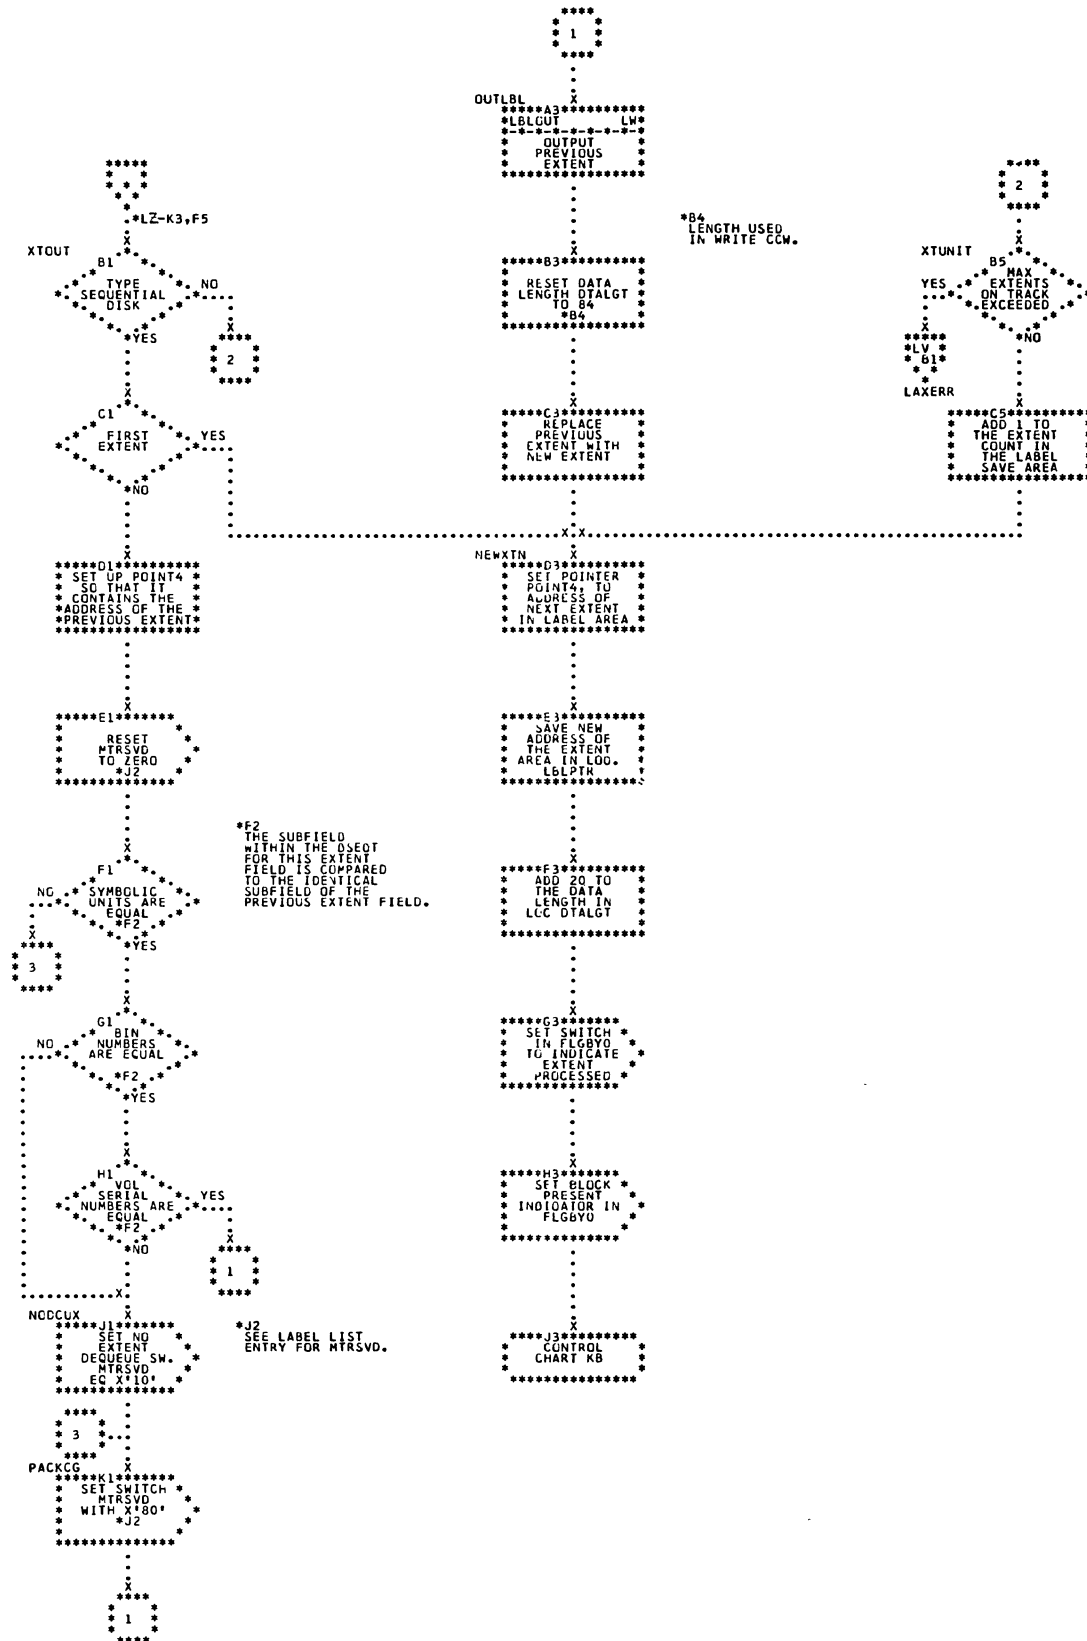 1
OUTLBL
A3
LBLOUT LW
OUTPUT
PREVIOUS
EXTENT
*LZ-K3,F5
XTOUT
B1
TYPE
SEQUENTIAL
DISK
NO
YES
2
C1
FIRST
EXTENT
YES
NO
D1
SET UP POINT4
SO THAT IT
CONTAINS THE
ADDRESS OF THE
PREVIOUS EXTENT
E1
RESET
MTRSVD
TO ZERO
*J2
F1
SYMBOLIC
UNITS ARE
EQUAL
*F2
NO
YES
3
G1
BIN
NUMBERS
ARE EQUAL
*F2
NO
YES
H1
VOL
SERIAL
NUMBERS ARE
EQUAL
*F2
YES
NO
1
NODCUX
J1
SET NO
EXTENT
DEQUEUE SW.
MTRSVD
EQ X'10'
3
PACKCG
K1
SET SWITCH
MTRSVD
WITH X'80'
*J2
1
*F2
THE SUBFIELD
WITHIN THE DSEQT
FOR THIS EXTENT
FIELD IS COMPARED
TO THE IDENTICAL
SUBFIELD OF THE
PREVIOUS EXTENT FIELD.
*J2
SEE LABEL LIST
ENTRY FOR MTRSVD.
B3
RESET DATA
LENGTH DTALGT
TO 84
*B4
C3
REPLACE
PREVIOUS
EXTENT WITH
NEW EXTENT
NEWXTN
D3
SET POINTER
POINT4, TO
ADDRESS OF
NEXT EXTENT
IN LABEL AREA
E3
SAVE NEW
ADDRESS OF
THE EXTENT
AREA IN LOO.
LBLPTR
F3
ADD 20 TO
THE DATA
LENGTH IN
LOC DTALGT
G3
SET SWITCH
IN FLGBYO
TO INDICATE
EXTENT
PROCESSED
H3
SET BLOCK
PRESENT
INDIOATOR IN
FLGBYO
J3
CONTROL
CHART KB
*B4
LENGTH USED
IN WRITE CCW.
2
XTUNIT
B5
MAX
EXTENTS
ON TRACK
EXCEEDED
YES
NO
LV
B1
LAXERR
C5
ADD 1 TO
THE EXTENT
COUNT IN
THE LABEL
SAVE AREA